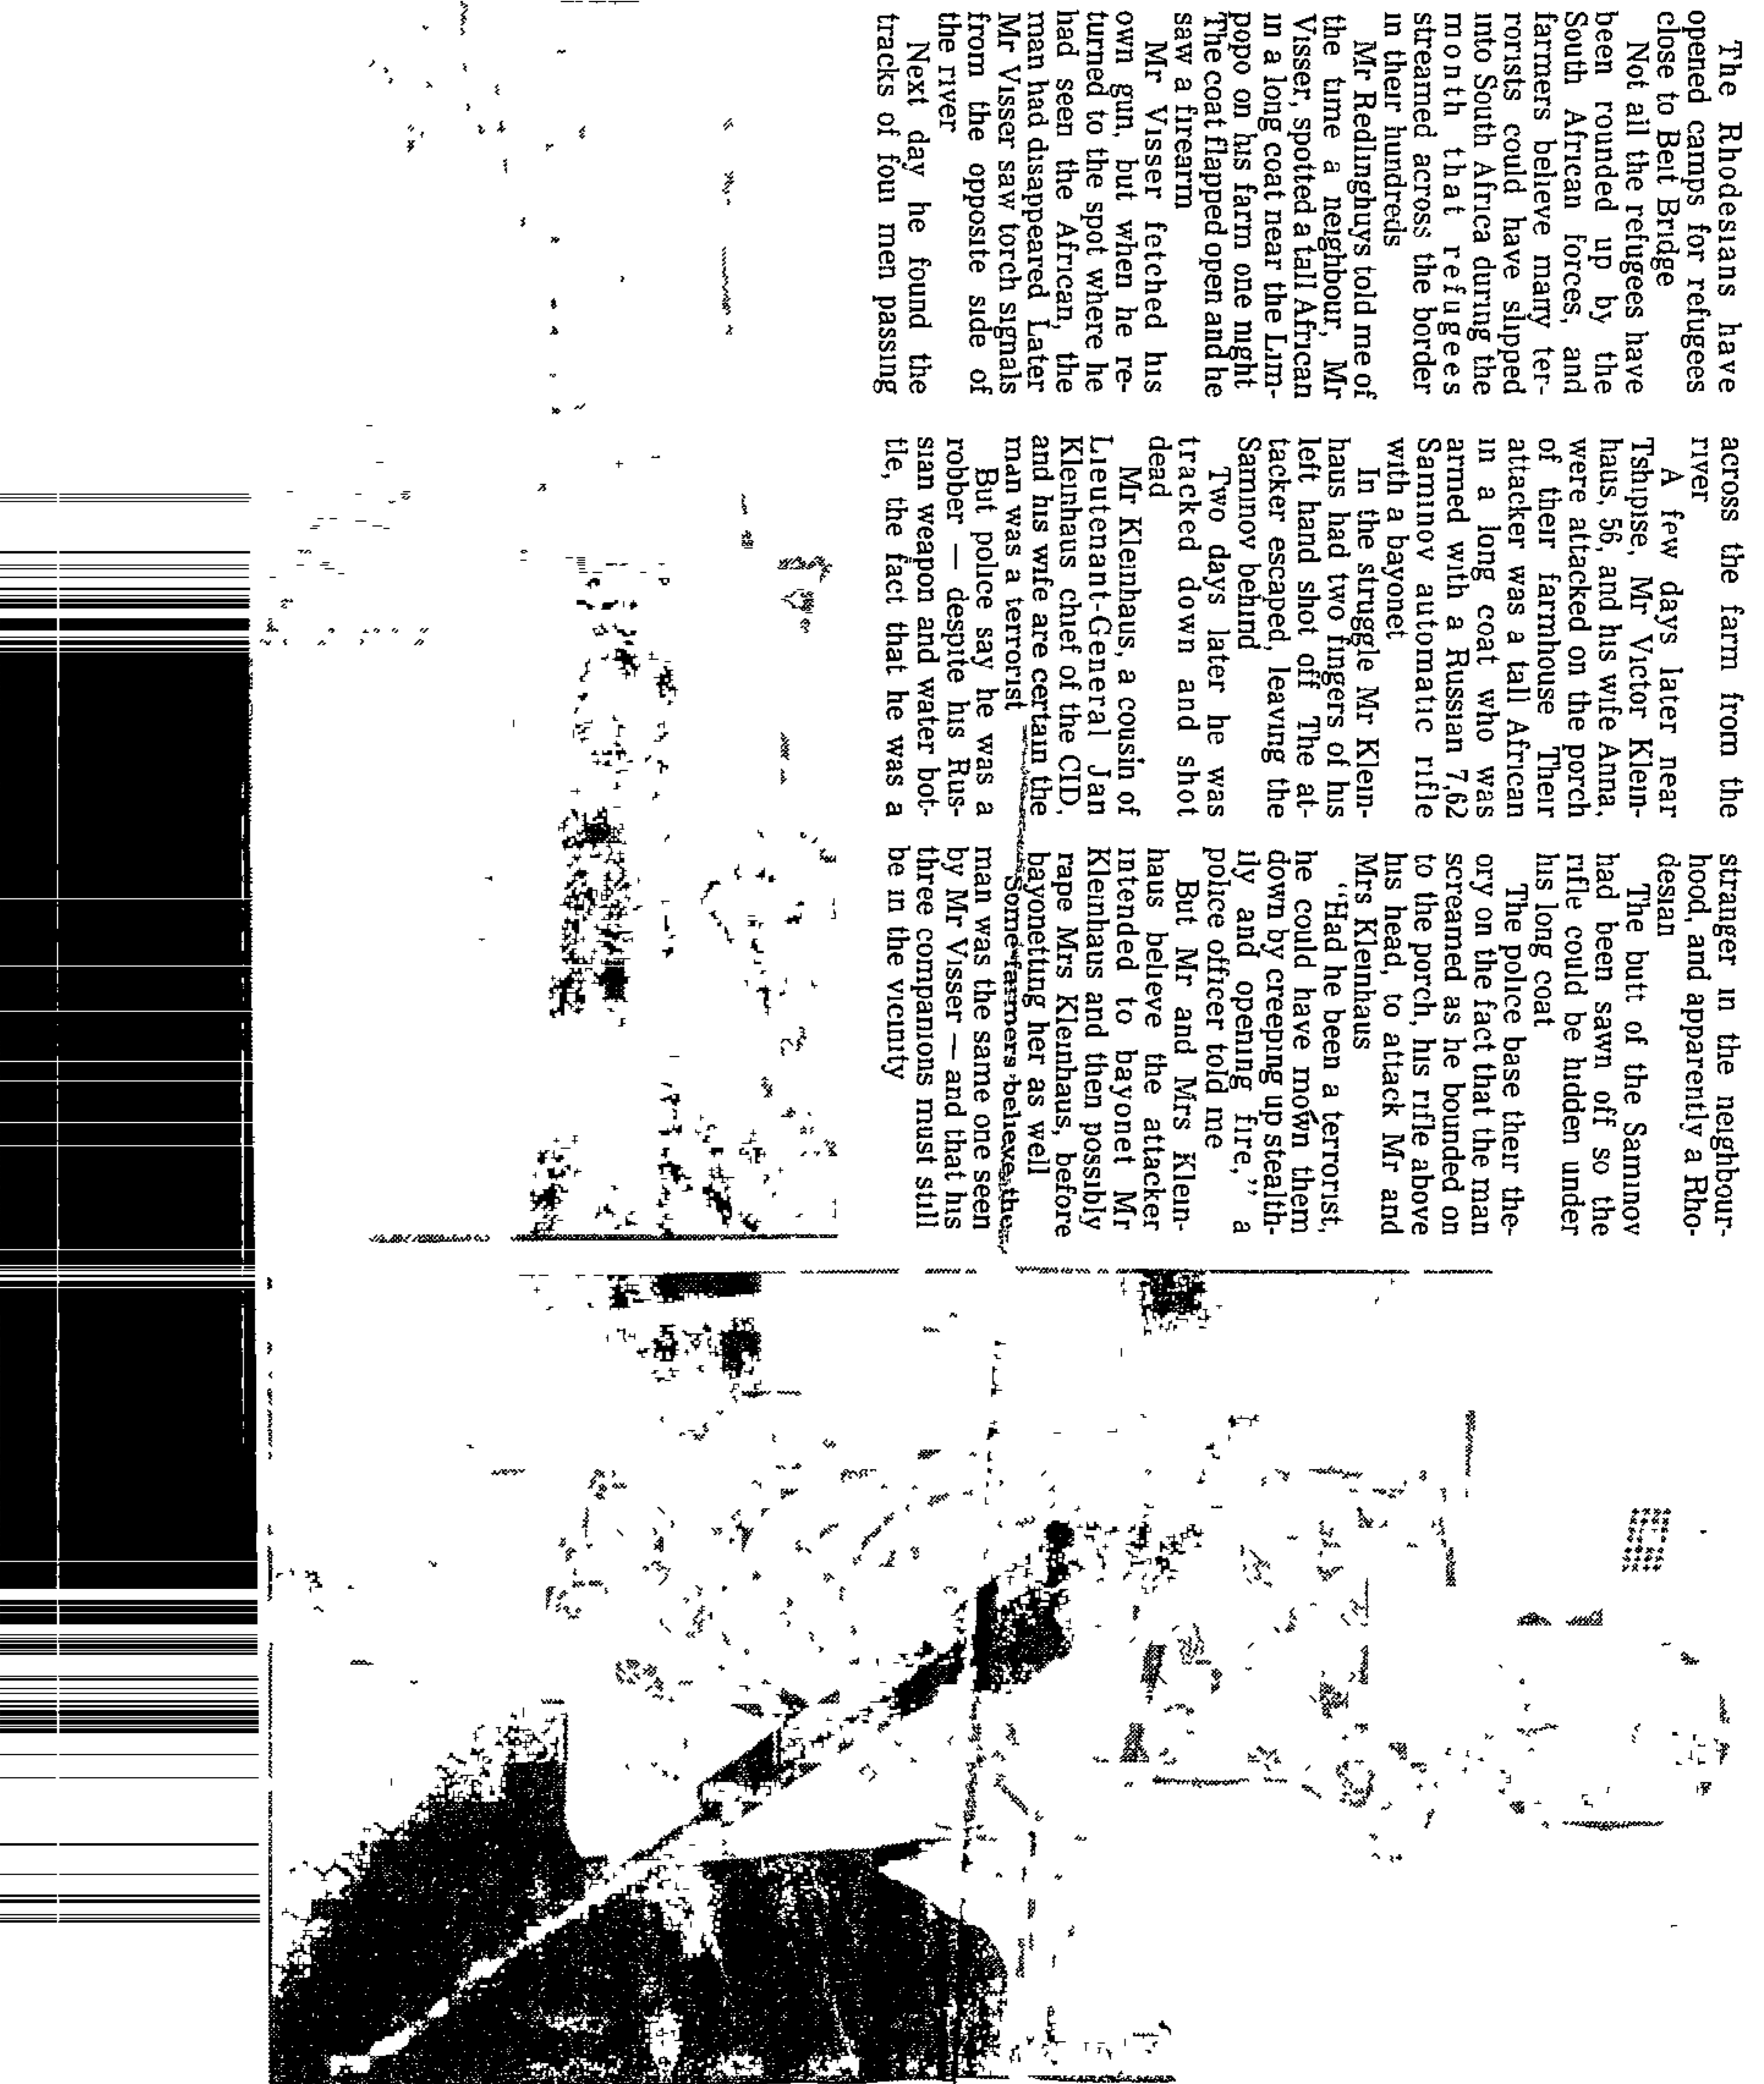 The Rhodesians have
opened camps for refugees
close to Beit Bridge
Not all the refugees have
been rounded up by the
South African forces, and
farmers believe many ter-
rorists could have slipped
into South Africa during the
month that refugees
streamed across the border
in their hundreds
Mr Redlinghuys told me of
the time a neighbour, Mr
Visser, spotted a tall African
in a long coat near the Lim-
popo on his farm one night
The coat flapped open and he
saw a firearm
Mr Visser fetched his
own gun, but when he re-
turned to the spot where he
had seen the African, the
man had disappeared Later
Mr Visser saw torch signals
from the opposite side of
the river
Next day he found the
tracks of foun men passing
across the farm from the
river
A few days later near
Tshipise, Mr Victor Klein-
haus, 56, and his wife Anna,
were attacked on the porch
of their farmhouse Their
attacker was a tall African
in a long coat who was
armed with a Russian 7,62
Saminov automatic rifle
with a bayonet
In the struggle Mr Klein-
haus had two fingers of his
left hand shot off The at-
tacker escaped, leaving the
Saminov behind
Two days later he was
tracked down and shot
dead
Mr Kleinhaus, a cousin of
Lieutenant-General Jan
Kleinhaus chief of the CID,
and his wife are certain the
man was a terrorist
But police say he was a
robber — despite his Rus-
sian weapon and water bot-
tle, the fact that he was a
stranger in the neighbour-
hood, and apparently a Rho-
desian
The butt of the Saminov
had been sawn off so the
rifle could be hidden under
his long coat
The police base their the-
ory on the fact that the man
screamed as he bounded on
to the porch, his rifle above
his head, to attack Mr and
Mrs Kleinhaus
“Had he been a terrorist,
he could have mown them
down by creeping up stealth-
ily and opening fire,” a
police officer told me
But Mr and Mrs Klein-
haus believe the attacker
intended to bayonet Mr
Kleinhaus and then possibly
rape Mrs Kleinhaus, before
bayonetting her as well
Some farmers believe the
man was the same one seen
by Mr Visser — and that his
three companions must still
be in the vicinity